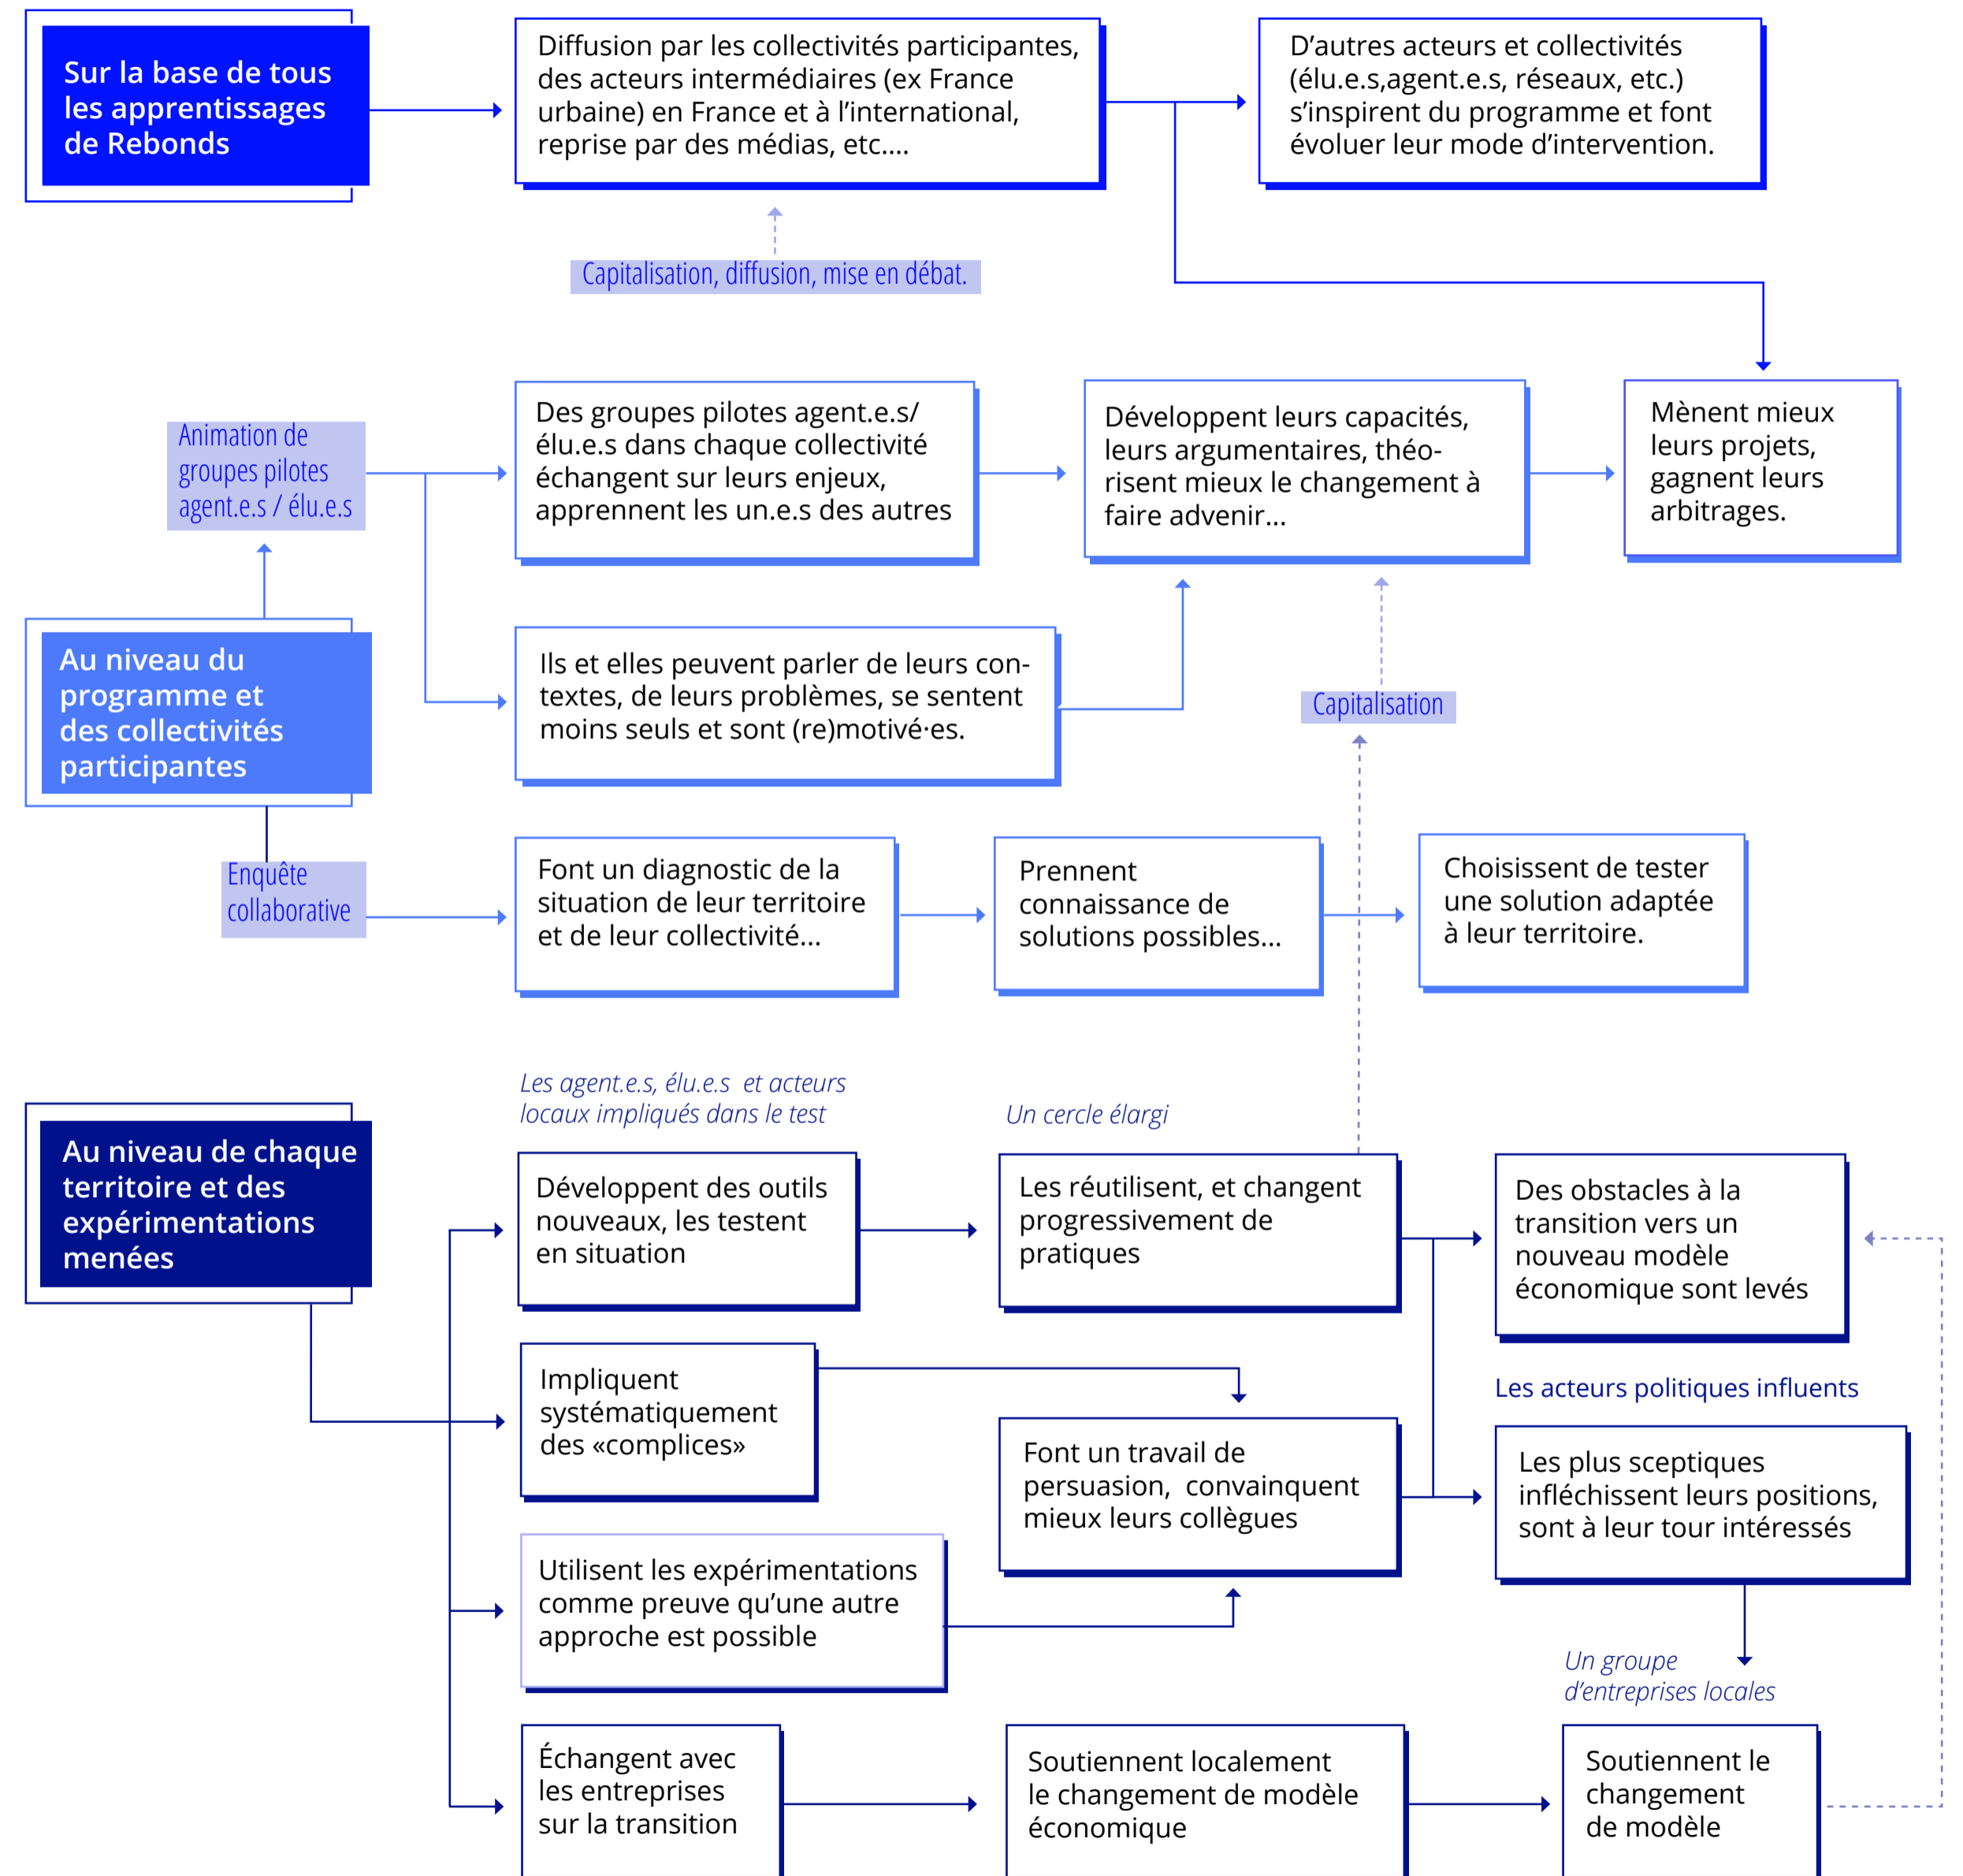 Sur la base de tous
les apprentissages
de Rebonds
Diffusion par les collectivités participantes,
des acteurs intermédiaires (ex France
urbaine) en France et à l’international,
reprise par des médias, etc....
D’autres acteurs et collectivités
(élu.e.s,agent.e.s, réseaux, etc.)
s’inspirent du programme et font
évoluer leur mode d’intervention.
Capitalisation, diffusion, mise en débat.
Animation de
groupes pilotes
agent.e.s / élu.e.s
Des groupes pilotes agent.e.s/
élu.e.s dans chaque collectivité
échangent sur leurs enjeux,
apprennent les un.e.s des autres
Développent leurs capacités,
leurs argumentaires, théo-
risent mieux le changement à
faire advenir...
Mènent mieux
leurs projets,
gagnent leurs
arbitrages.
Au niveau du
programme et
des collectivités
participantes
Ils et elles peuvent parler de leurs con-
textes, de leurs problèmes, se sentent
moins seuls et sont (re)motivé·es.
Capitalisation
Enquête
collaborative
Font un diagnostic de la
situation de leur territoire
et de leur collectivité...
Prennent
connaissance de
solutions possibles...
Choisissent de tester
une solution adaptée
à leur territoire.
Les agent.e.s, élu.e.s et acteurs
locaux impliqués dans le test
Un cercle élargi
Au niveau de chaque
territoire et des
expérimentations
menées
Développent des outils
nouveaux, les testent
en situation
Les réutilisent, et changent
progressivement de
pratiques
Des obstacles à la
transition vers un
nouveau modèle
économique sont levés
Impliquent
systématiquement
des «complices»
Les acteurs politiques influents
Font un travail de
persuasion, convainquent
mieux leurs collègues
Les plus sceptiques
infléchissent leurs positions,
sont à leur tour intéressés
Utilisent les expérimentations
comme preuve qu’une autre
approche est possible
Un groupe
d’entreprises locales
Échangent avec
les entreprises
sur la transition
Soutiennent localement
le changement de modèle
économique
Soutiennent le
changement
de modèle